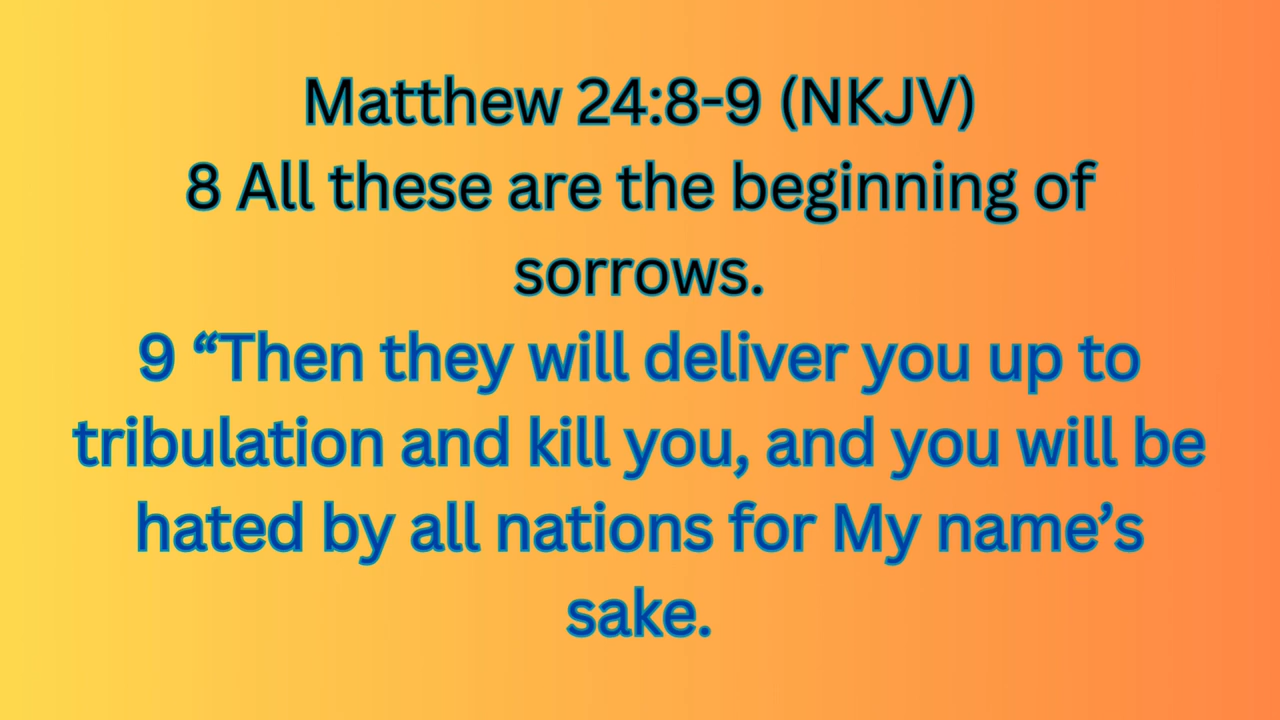 Matthew 24:8-9 (NKJV)
8 All these are the beginning of
sorrows.
9 “Then they will deliver you up to
tribulation and kill you, and you will be
hated by all nations for My name’s
sake.